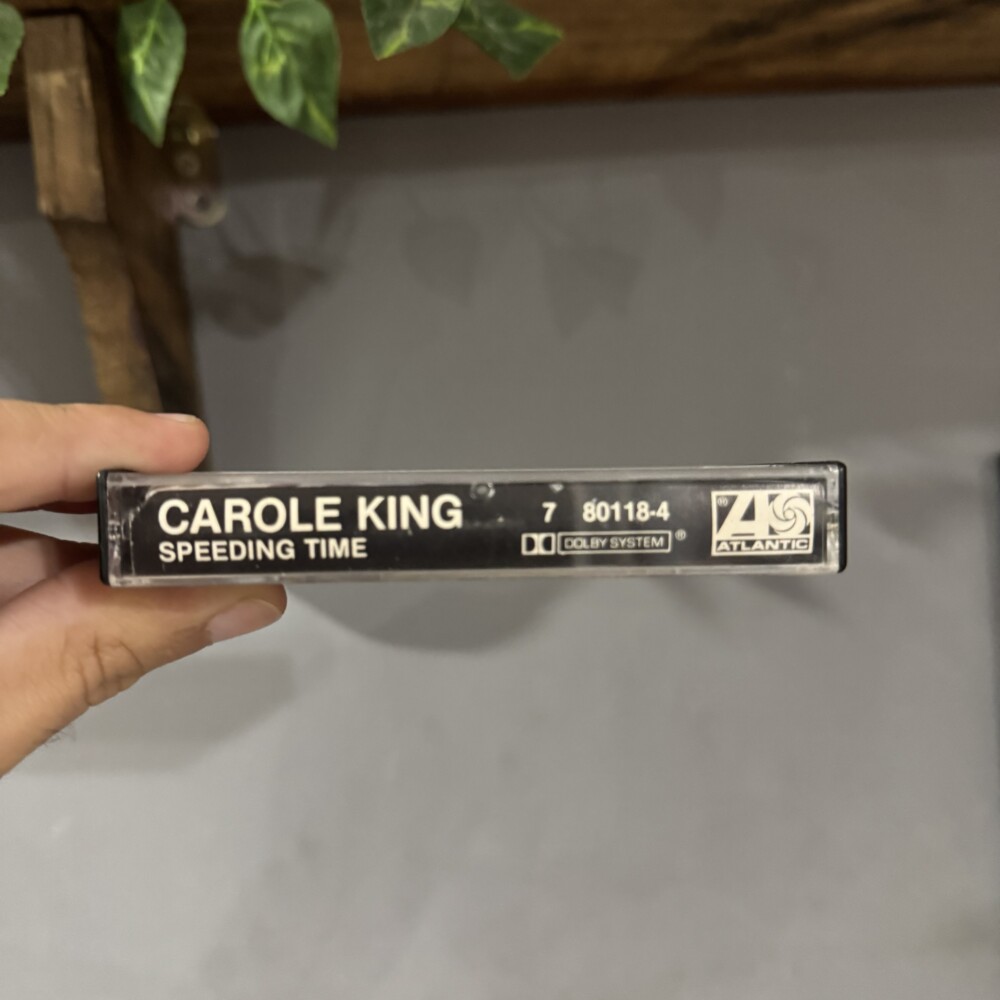 CAROLE KING
SPEEDING TIME
7 80118-4
DOLBY SYSTEM ®
® ATLANTIC